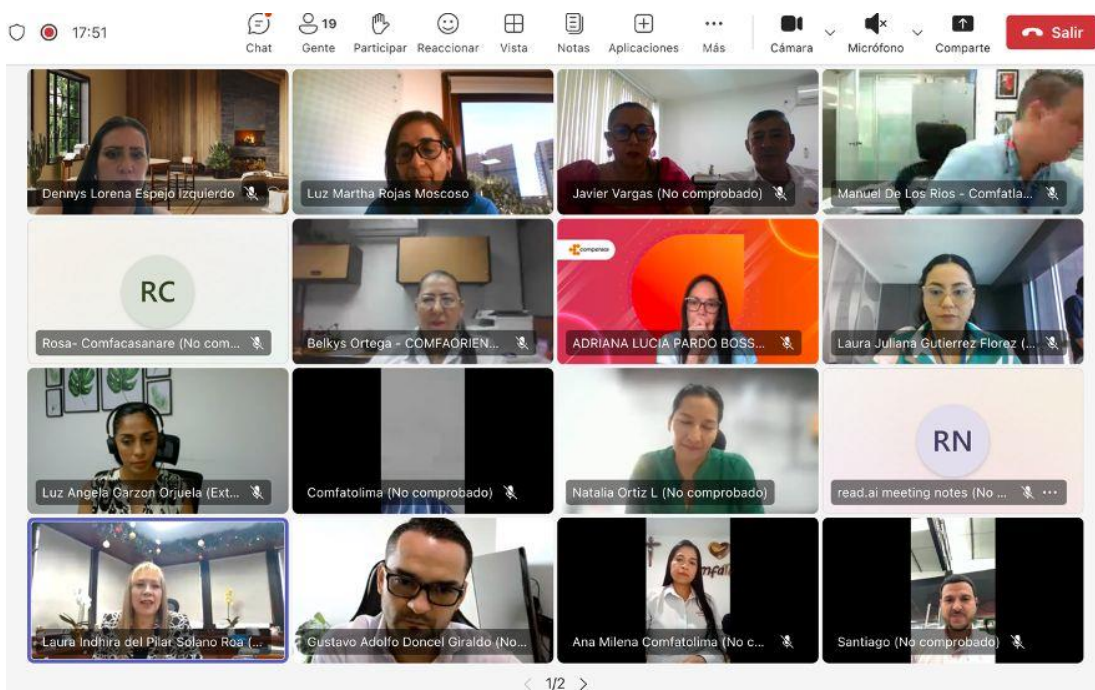 17:51
19
Chat
Gente
Participar
Reaccionar
Vista
Notas
Aplicaciones
Más
Cámara
Micrófono
Comparte
Salir
Dennys Lorena Espejo Izquierdo
Luz Martha Rojas Moscoso
Javier Vargas (No comprobado)
Manuel De Los Rios - Comfatla...
RC
Rosa- Comfacasanare (No com...
Belkys Ortega - COMFAORIEN...
compensar
ADRIANA LUCIA PARDO BOSS...
Laura Juliana Gutierrez Florez (...
Luz Angela Garzon Orjuela (Ext...
Comfatolima (No comprobado)
Natalia Ortiz L (No comprobado)
RN
read.ai meeting notes (No ...
Laura Indhira del Pilar Solano Roa (...
Gustavo Adolfo Doncel Giraldo (No...
Ana Milena Comfatolima (No c...
Santiago (No comprobado)
1/2